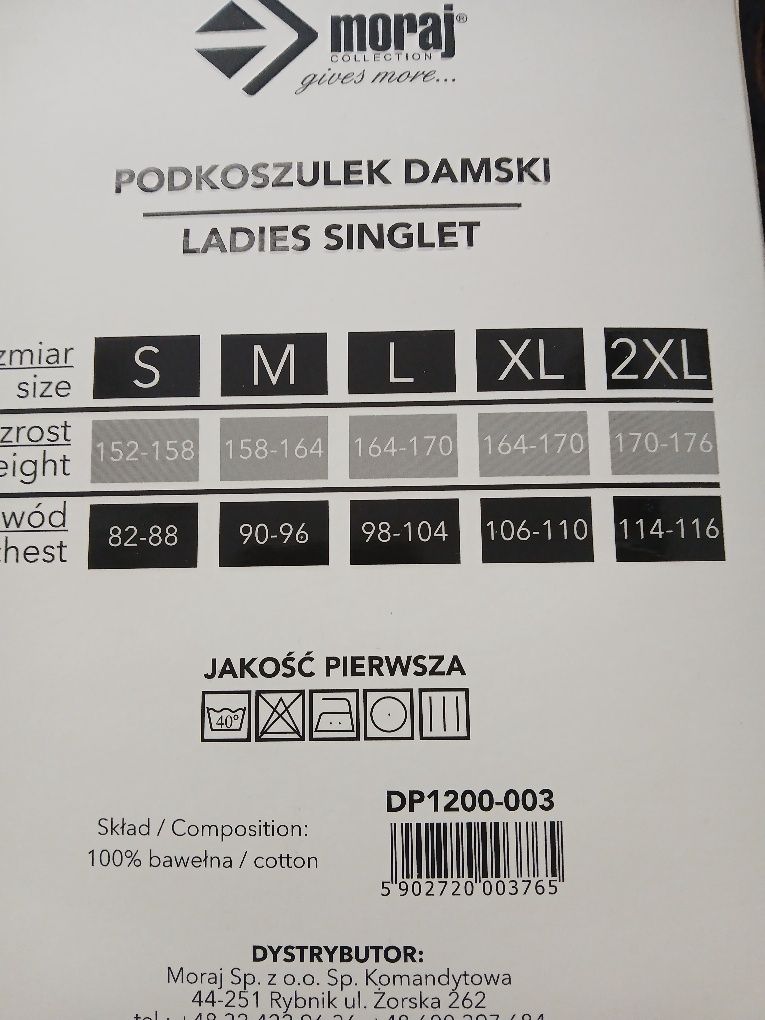 moraj®
COLLECTION
gives more...
PODKOSZULEK DAMSKI
LADIES SINGLET
zmiar S M L XL 2XL
size
zrost 152-158 158-164 164-170 164-170 170-176
eight
wód 82-88 90-96 98-104 106-110 114-116
hest
JAKOŚĆ PIERWSZA
40°
DP1200-003
Skład / Composition:
100% bawełna / cotton
5 902720 003765
DYSTRYBUTOR:
Moraj Sp. z o.o. Sp. Komandytowa
44-251 Rybnik ul. Żorska 262